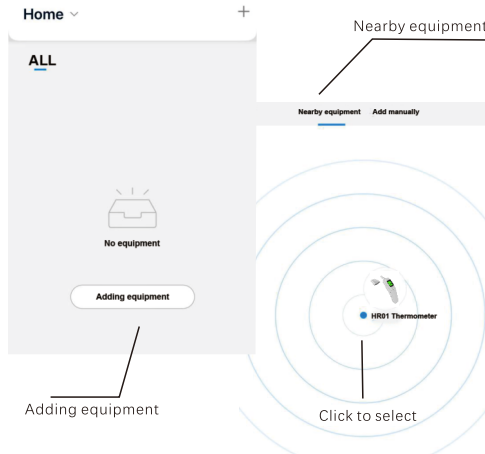 Home
ALL
No equipment
Adding equipment
Adding equipment
Nearby equipment
Nearby equipment Add manually
HR01 Thermometer
Click to select